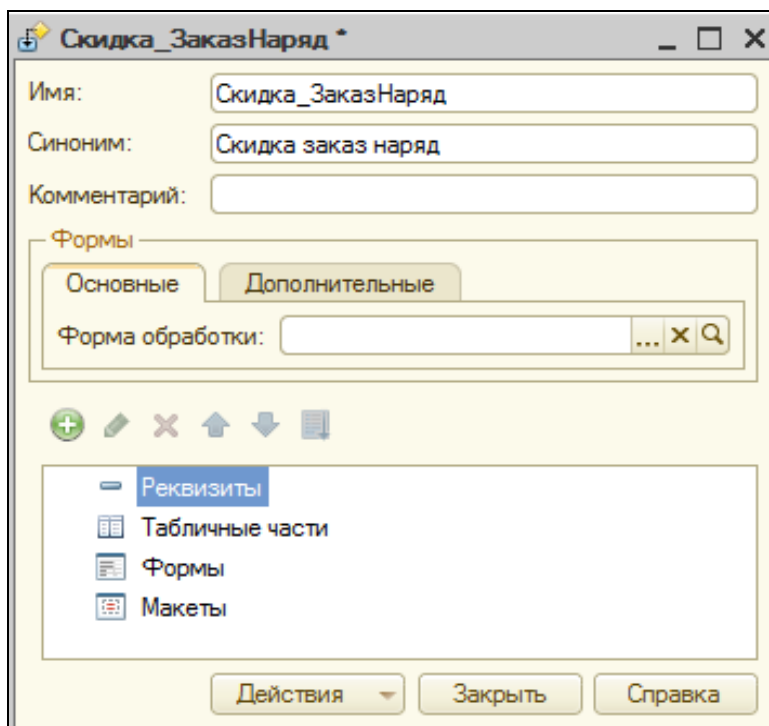 Скидка_ЗаказНаряд *
Имя: Скидка_ЗаказНаряд
Синоним: Скидка заказ наряд
Комментарий:
Формы
Основные Дополнительные
Форма обработки: ...
Реквизиты
Табличные части
Формы
Макеты
Действия Закрыть Справка